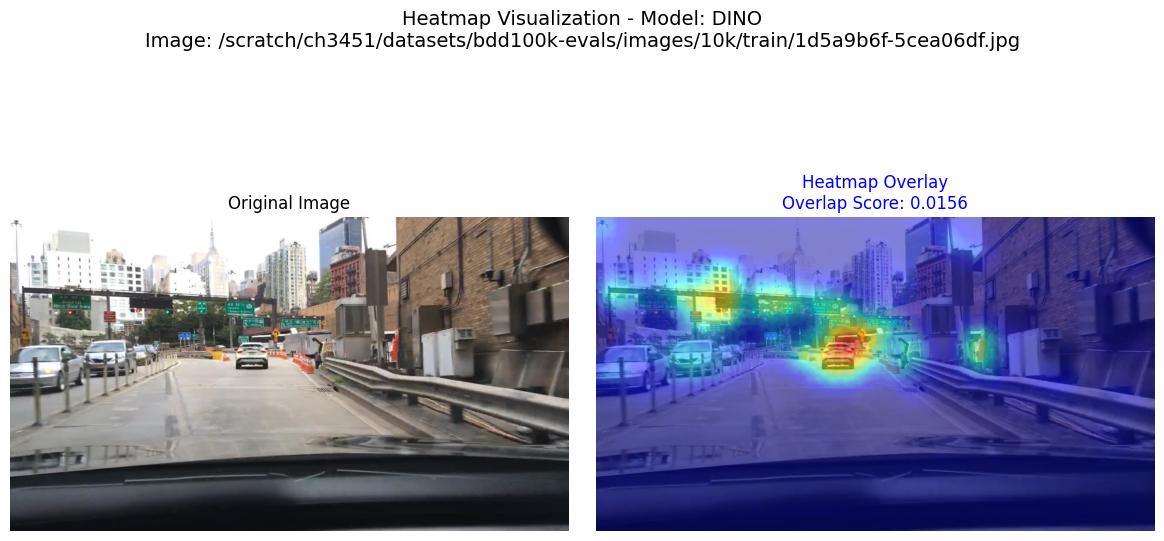 Heatmap Visualization - Model: DINO
Image: /scratch/ch3451/datasets/bdd100k-evals/images/10k/train/1d5a9b6f-5cea06df.jpg
Original Image
Heatmap Overlay
Overlap Score: 0.0156